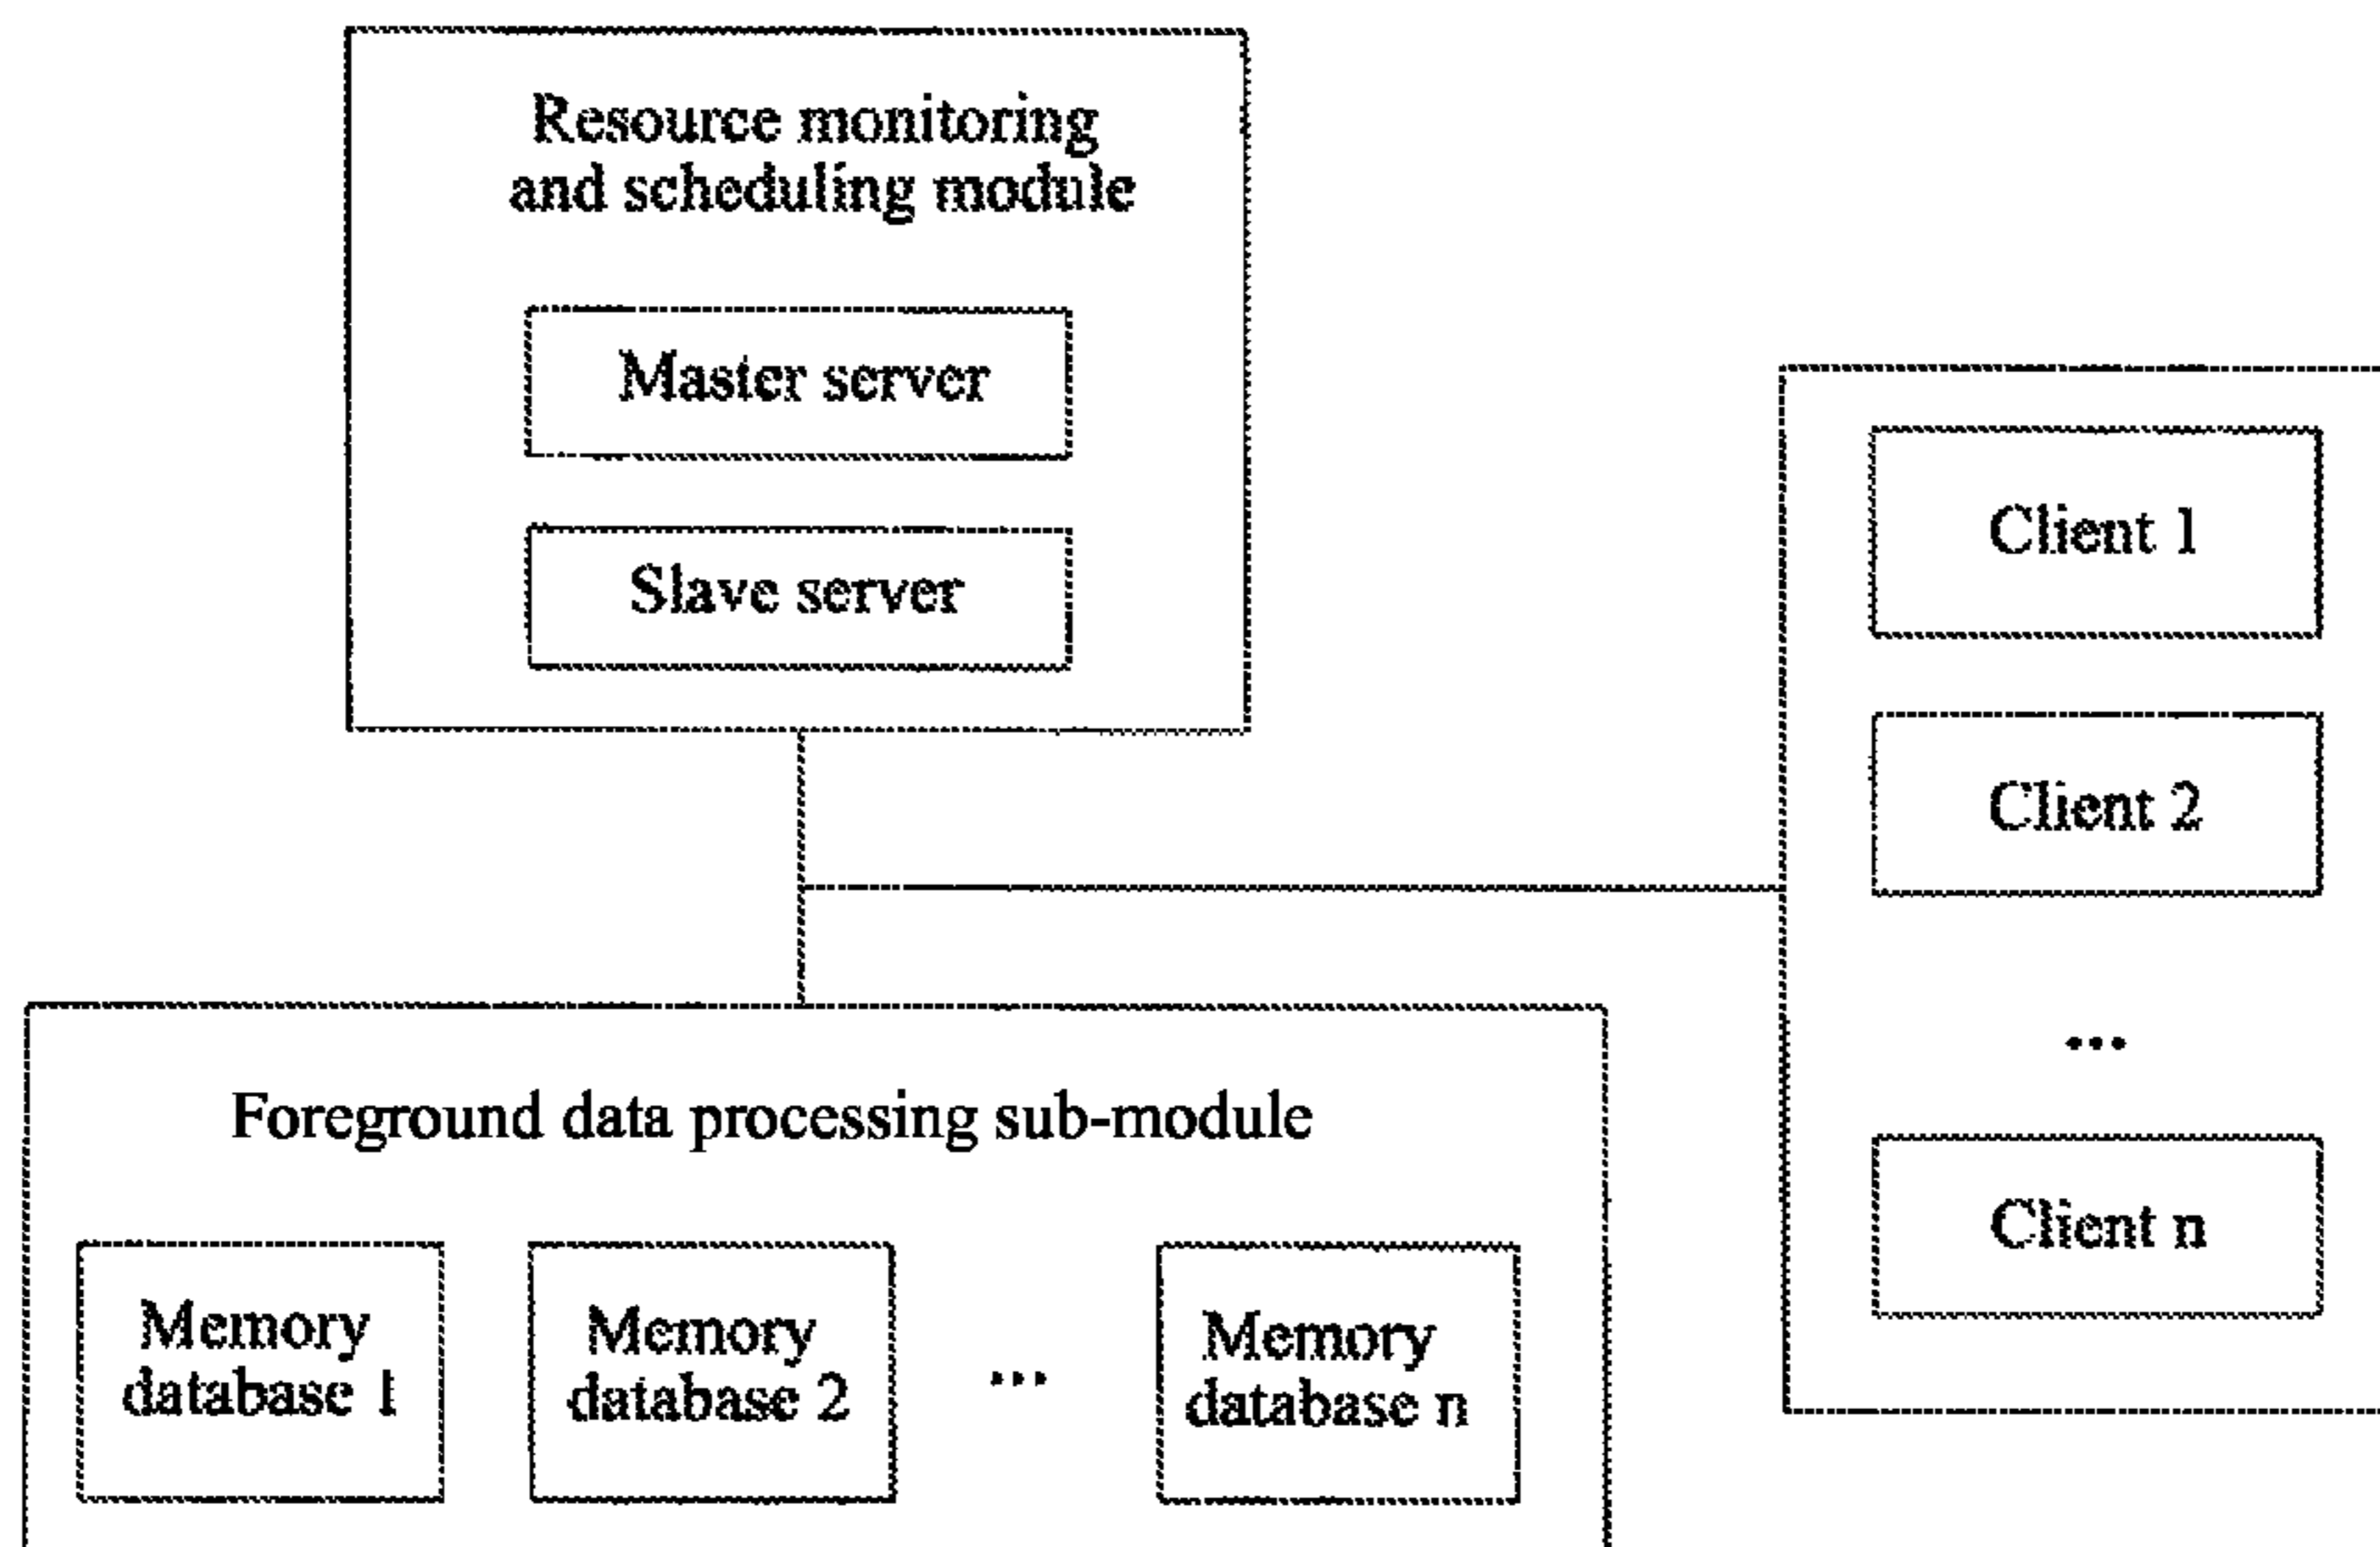 Resource monitoring
and scheduling module
Master server
Slave server
Client 1
Client 2
...
Client n
Foreground data processing sub-module
Memory
database 1
Memory
database 2
...
Memory
database n